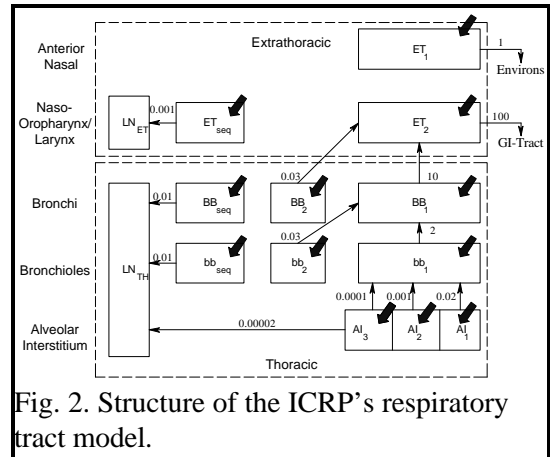 Extrathoracic
Anterior
Nasal
ET1
1
Environs
Naso-
Oropharynx/
Larynx
LNET
0.001
ETseq
ET2
100
GI-Tract
0.03
10
Bronchi
0.01
BBseq
BB2
BB1
0.03
2
Bronchioles
LNTH
0.01
bbseq
bb2
bb1
0.0001
0.001
0.02
Alveolar
Interstitium
0.00002
AI3
AI2
AI1
Thoracic
Fig. 2. Structure of the ICRP's respiratory
tract model.